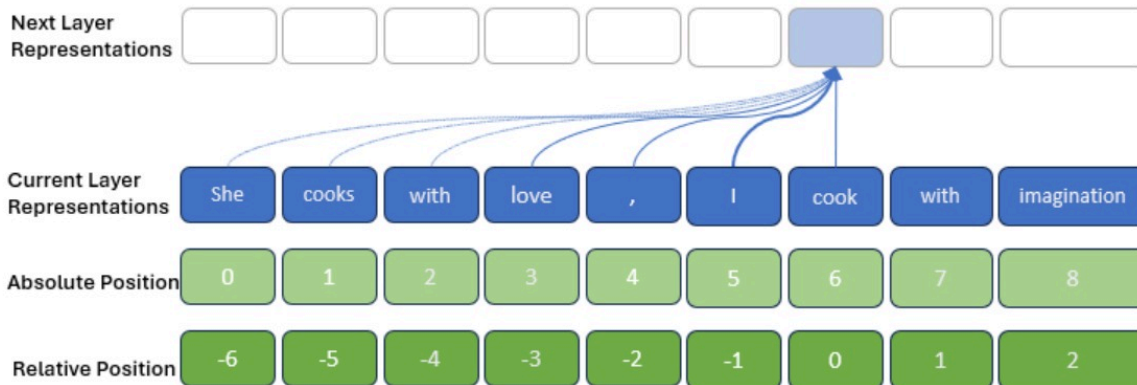 Next Layer
Representations
Current Layer
Representations
She cooks with love , I cook with imagination
Absolute Position 0 1 2 3 4 5 6 7 8
Relative Position -6 -5 -4 -3 -2 -1 0 1 2